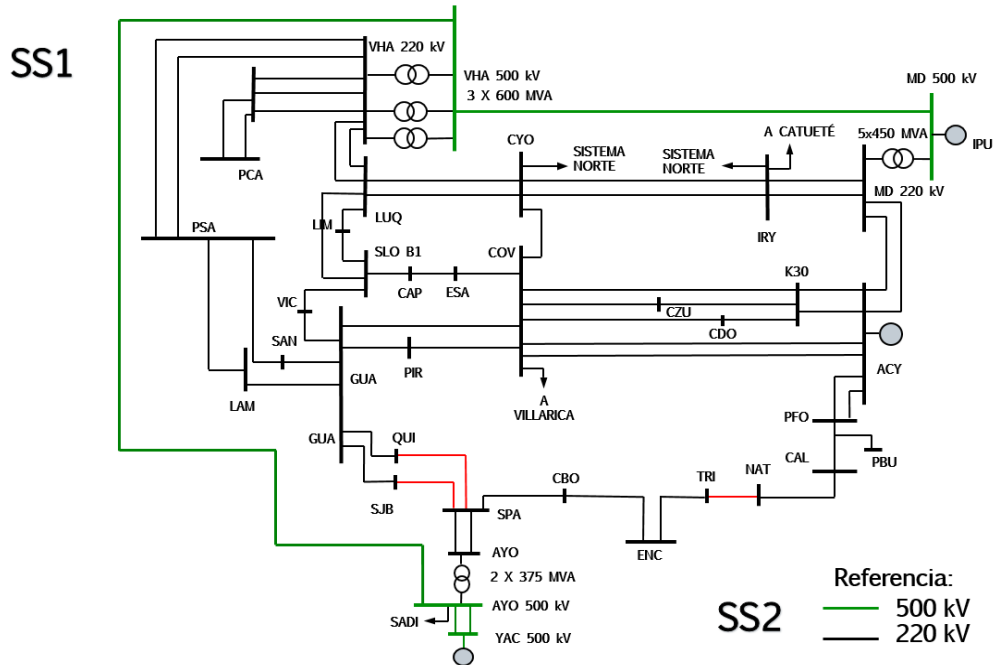 SS1
VHA 220 kV
VHA 500 kV
3 X 600 MVA
MD 500 kV
A CATUETÉ
5x450 MVA
IPU
CYO
SISTEMA
NORTE
SISTEMA
NORTE
MD 220 kV
PCA
PSA
LIM
LUQ
IRY
SLO B1
COV
K30
CAP
ESA
VIC
CZU
CDO
SAN
PIR
GUA
ACY
LAM
A
VILLARICA
PFO
GUA
QUI
PBU
CAL
SJB
SPA
CBO
TRI
NAT
ENC
AYO
2 X 375 MVA
AYO 500 kV
SADI
YAC 500 kV
SS2
Referencia:
500 kV
220 kV